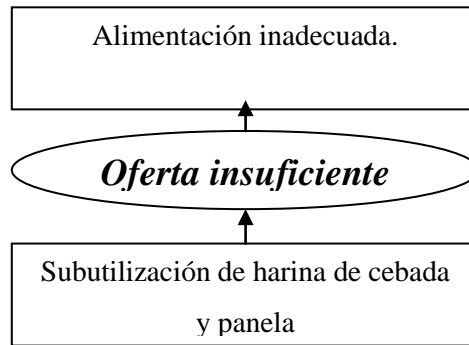 Alimentación inadecuada.
Oferta insuficiente
Subutilización de harina de cebada
y panela